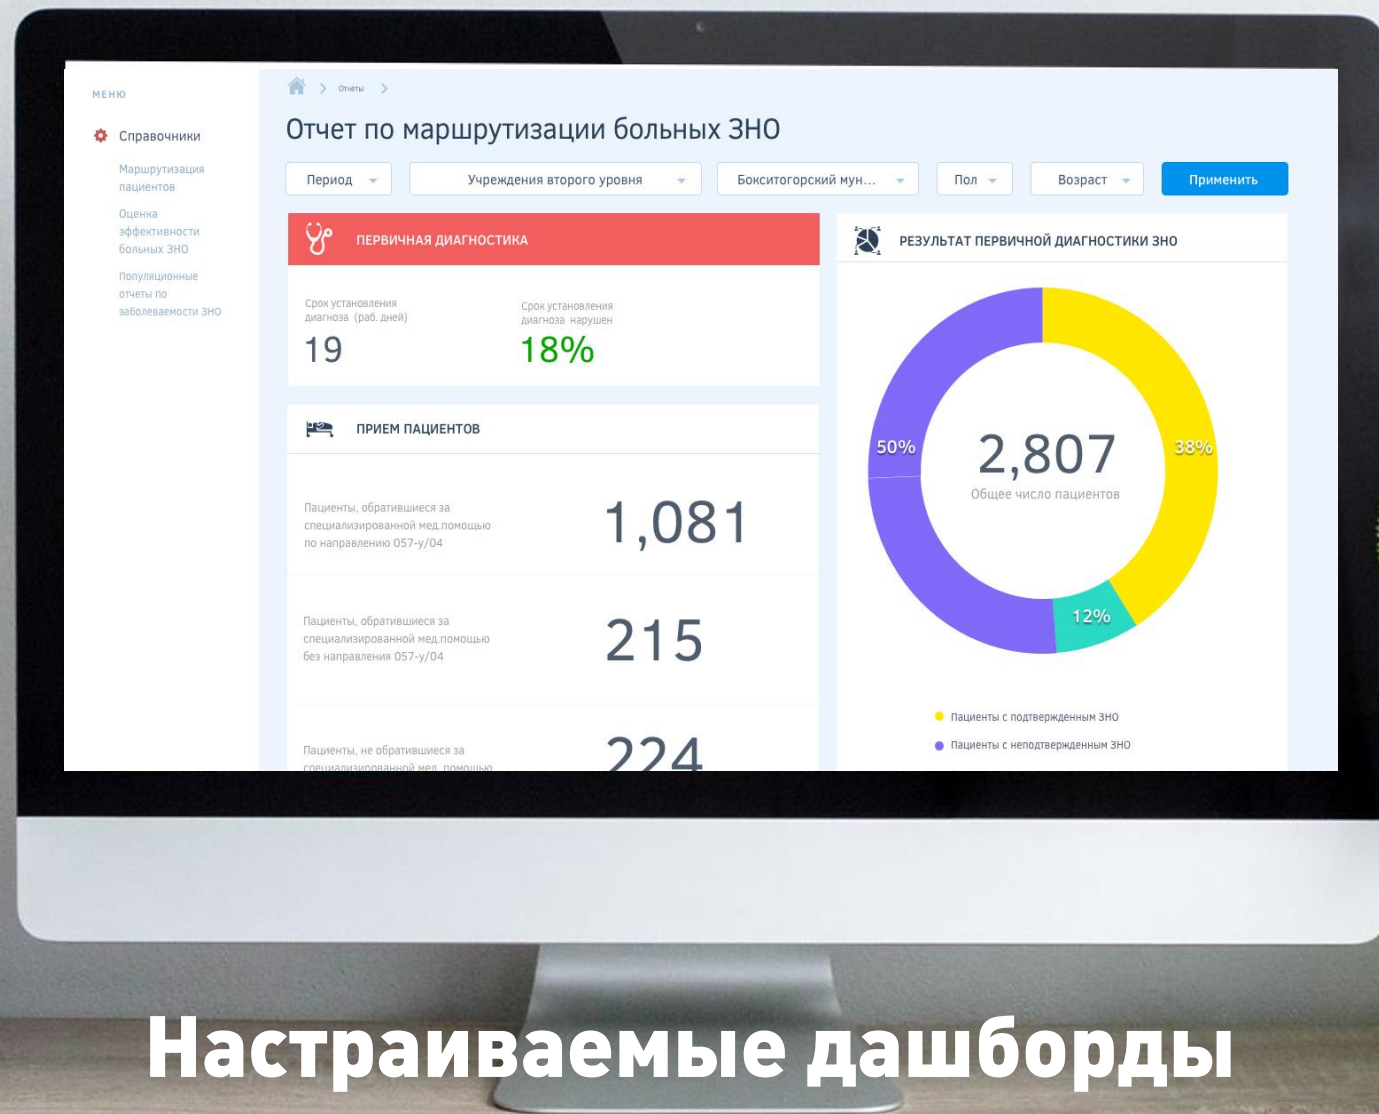 МЕНЮ
Справочники
Маршрутизация
пациентов
Оценка
эффективности
больных ЗНО
Популяционные
отчеты по
заболеваемости ЗНО
Отчеты
Отчет по маршрутизации больных ЗНО
Период
Учреждения второго уровня
Бокситогорский мун...
Пол
Возраст
Применить
ПЕРВИЧНАЯ ДИАГНОСТИКА
Срок установления
диагноза (раб. дней)
19
Срок установления
диагноза нарушен
18%
ПРИЕМ ПАЦИЕНТОВ
Пациенты, обратившиеся за
специализированной мед.помощью
по направлению 057-у/04
1,081
Пациенты, обратившиеся за
специализированной мед.помощью
без направления 057-у/04
215
Пациенты, не обратившиеся за
специализированной мед. помощью
224
РЕЗУЛЬТАТ ПЕРВИЧНОЙ ДИАГНОСТИКИ ЗНО
50%
2,807
Общее число пациентов
38%
12%
Пациенты с подтвержденным ЗНО
Пациенты с неподтвержденным ЗНО
Настраиваемые дашборды